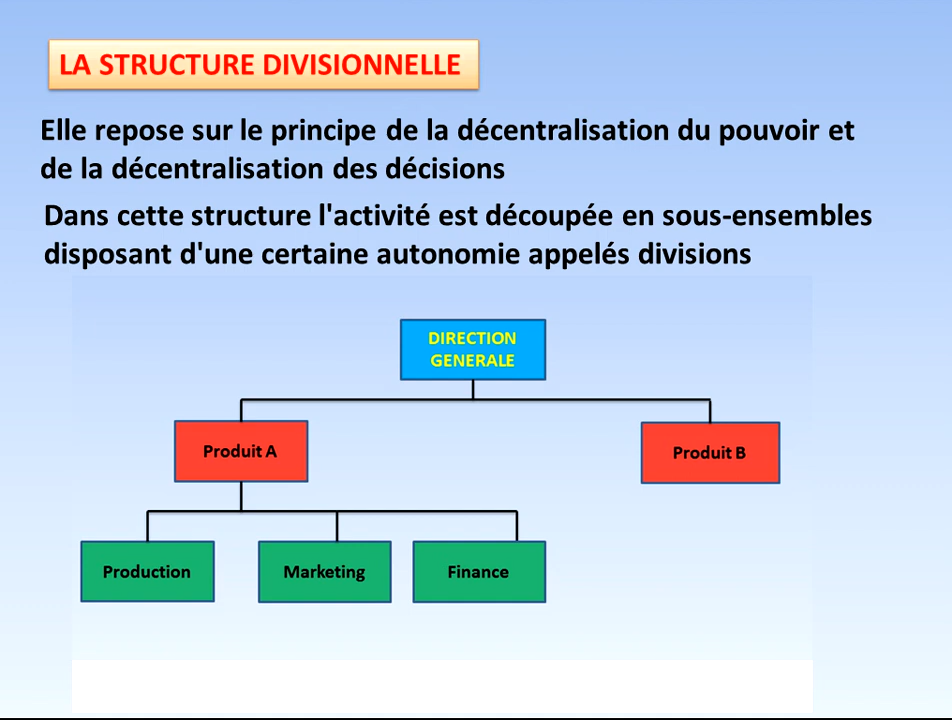 LA STRUCTURE DIVISIONNELLE
Elle repose sur le principe de la décentralisation du pouvoir et
de la décentralisation des décisions
Dans cette structure l'activité est découpée en sous-ensembles
disposant d'une certaine autonomie appelés divisions
DIRECTION
GENERALE
Produit A
Produit B
Production
Marketing
Finance